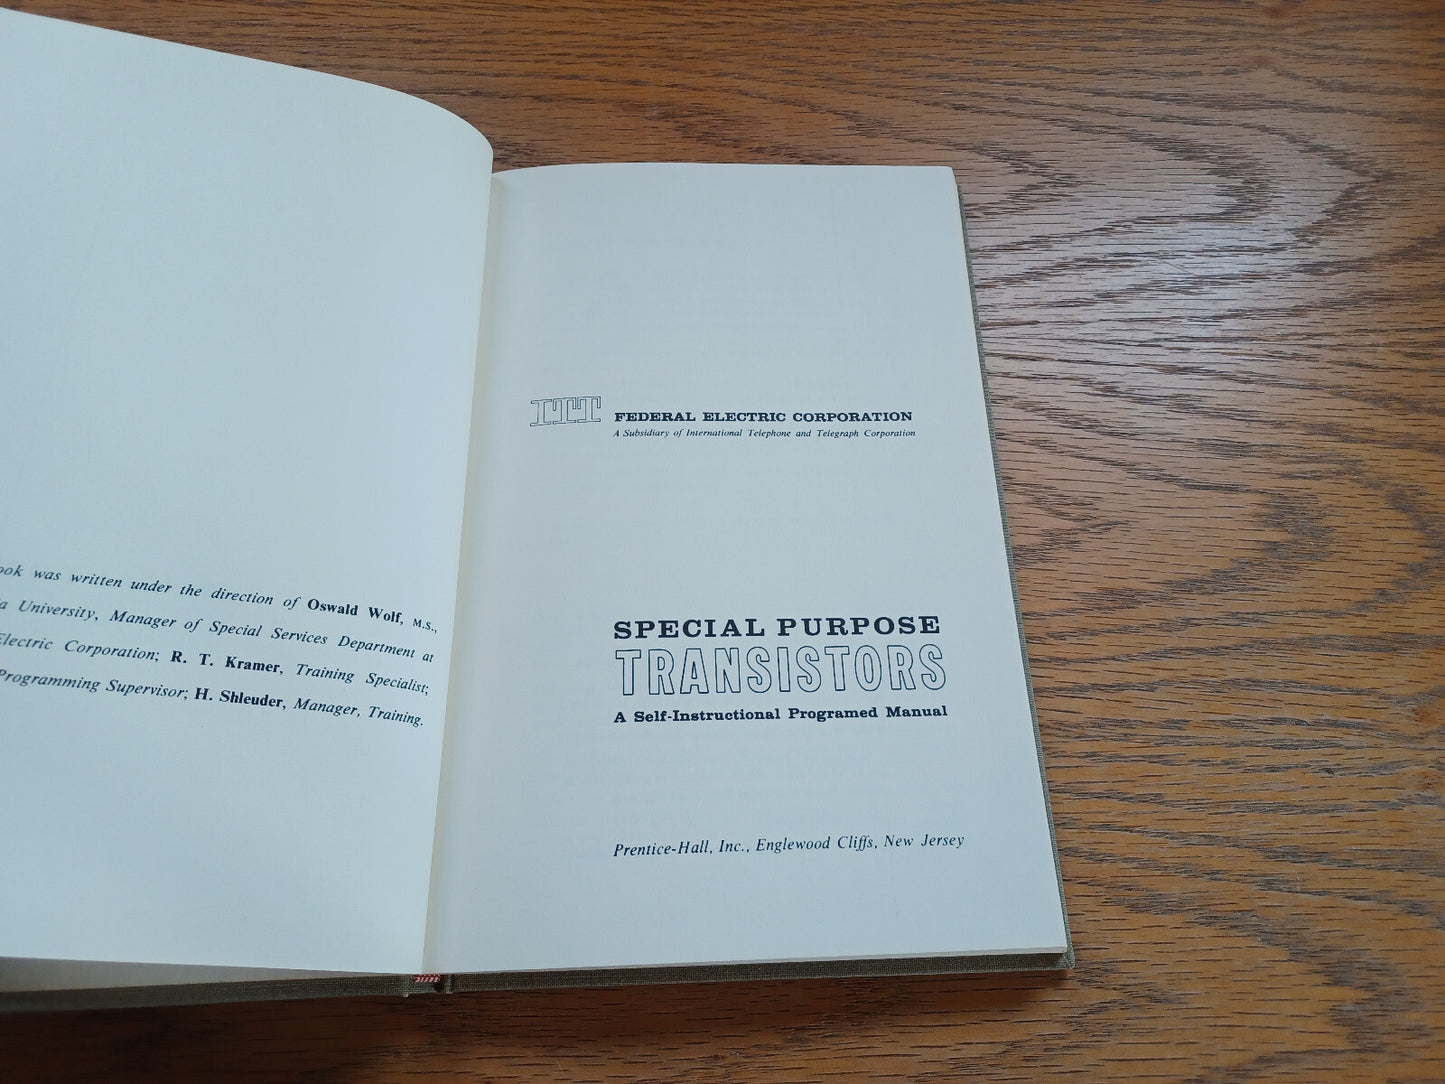 was written under the direction of Oswald Wolf, M.S.,
University, Manager of Special Services Department at
Electric Corporation; R. T. Kramer, Training Specialist;
Programming Supervisor; H. Shleuder, Manager, Training.
ITT FEDERAL ELECTRIC CORPORATION
A Subsidiary of International Telephone and Telegraph Corporation
SPECIAL PURPOSE
TRANSISTORS
A Self-Instructional Programed Manual
Prentice-Hall, Inc., Englewood Cliffs, New Jersey